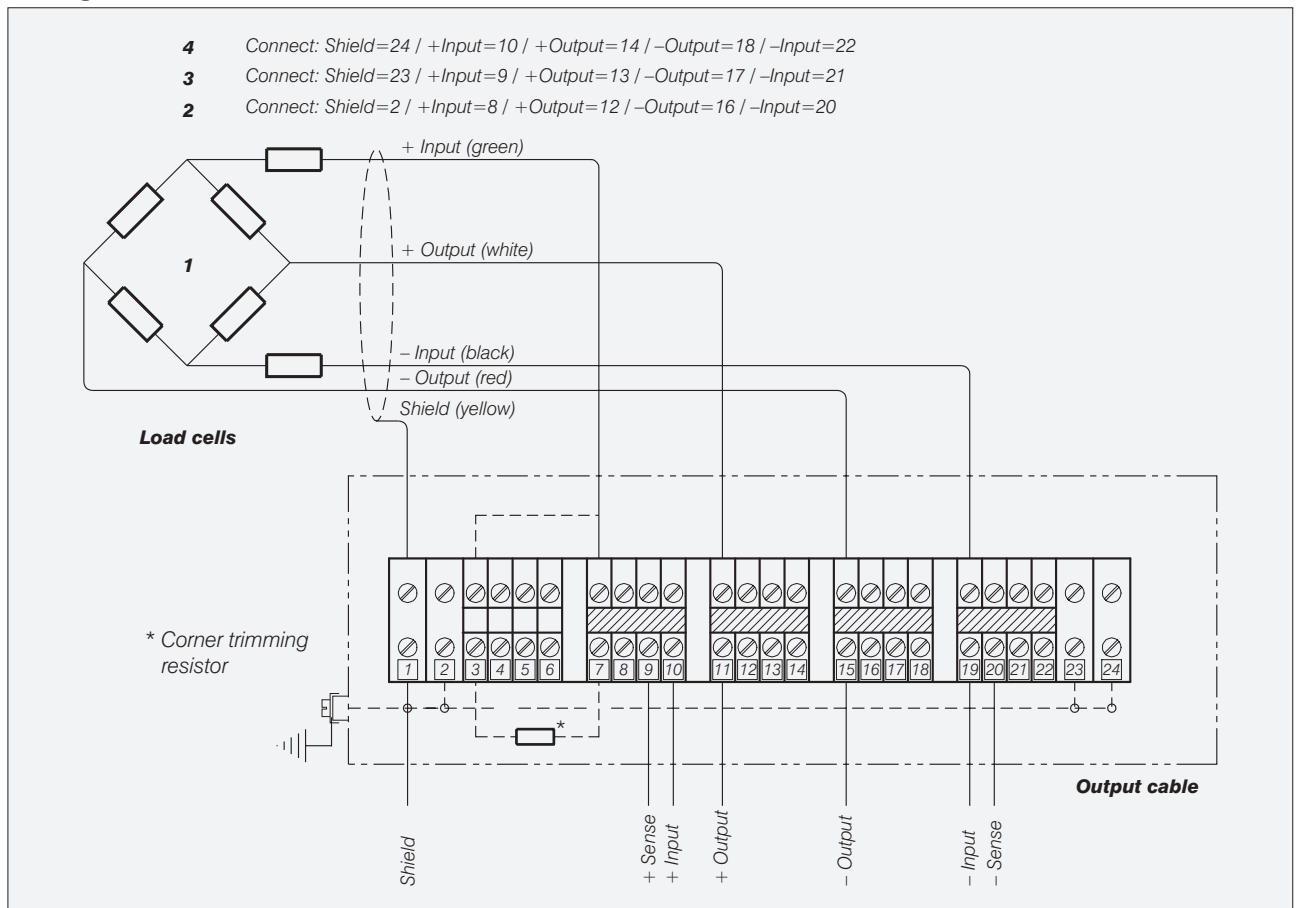 4 Connect: Shield=24 / +Input=10 / +Output=14 / –Output=18 / –Input=22
3 Connect: Shield=23 / +Input=9 / +Output=13 / –Output=17 / –Input=21
2 Connect: Shield=2 / +Input=8 / +Output=12 / –Output=16 / –Input=20
+ Input (green)
+ Output (white)
1
– Input (black)
– Output (red)
Shield (yellow)
Load cells
* Corner trimming
resistor
1 2 3 4 5 6 7 8 9 10 11 12 13 14 15 16 17 18 19 20 21 22 23 24
*
Output cable
Shield
+ Sense
+ Input
+ Output
– Output
– Input
– Sense